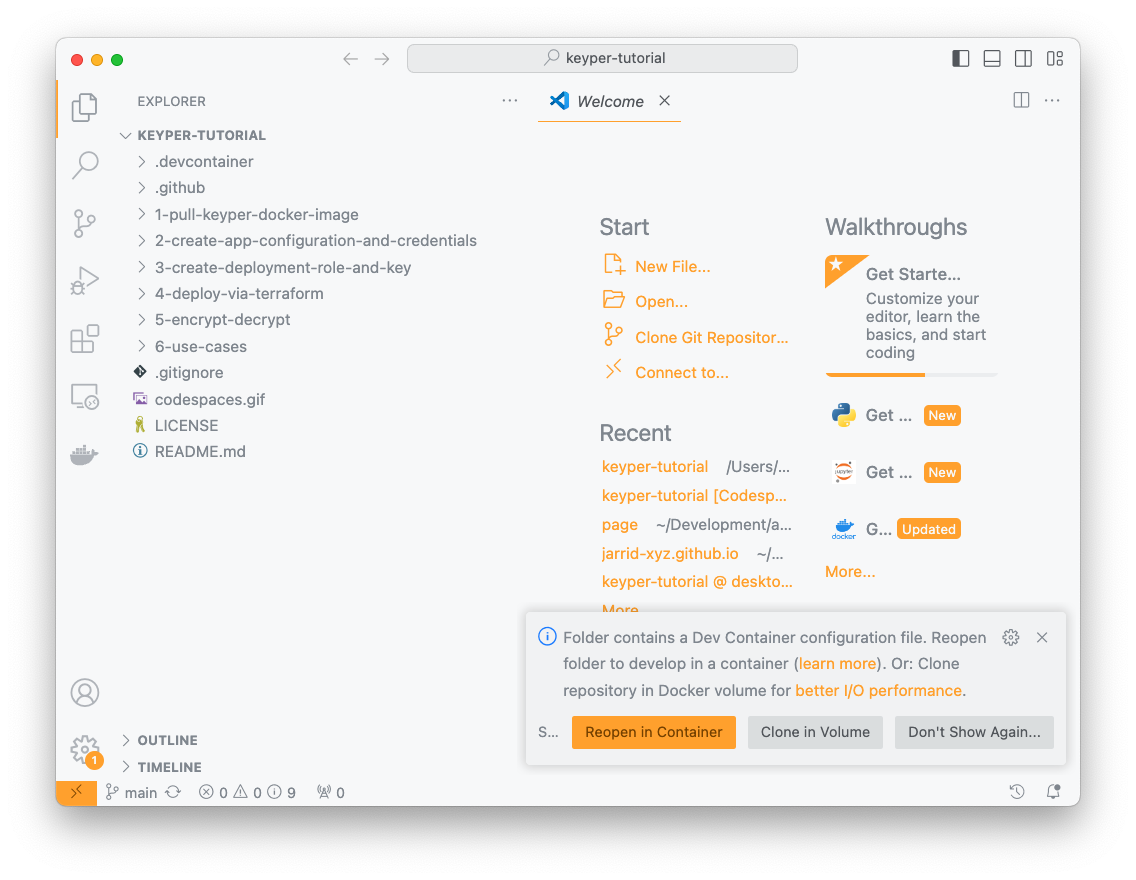 keyper-tutorial
EXPLORER
Welcome
KEYPER-TUTORIAL
.devcontainer
.github
1-pull-keyper-docker-image
2-create-app-configuration-and-credentials
3-create-deployment-role-and-key
4-deploy-via-terraform
5-encrypt-decrypt
6-use-cases
.gitignore
codespaces.gif
LICENSE
README.md
OUTLINE
TIMELINE
Start
New File...
Open...
Clone Git Repositor...
Connect to...
Recent
keyper-tutorial /Users/...
keyper-tutorial [Codesp...
page ~/Development/a...
jarrid-xyz.github.io ~/...
keyper-tutorial @ deskto...
More
Walkthroughs
Get Starte...
Customize your
editor, learn the
basics, and start
coding
Get ... New
jupyter
Get ... New
docker
G... Updated
More...
Folder contains a Dev Container configuration file. Reopen
folder to develop in a container (learn more). Or: Clone
repository in Docker volume for better I/O performance.
S... Reopen in Container Clone in Volume Don't Show Again...
1
main 0 0 9 0